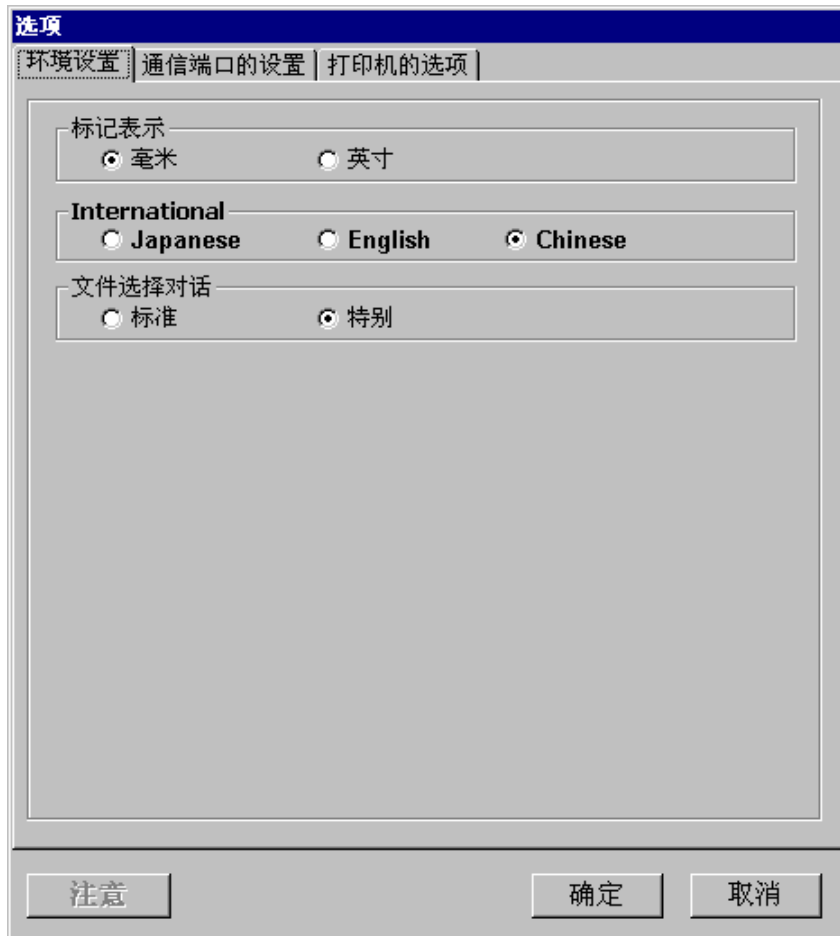 选项
环境设置 通信端口的设置 打印机的选项
标记表示
毫米 英寸
International
Japanese English Chinese
文件选择对话
标准 特别
注意 确定 取消